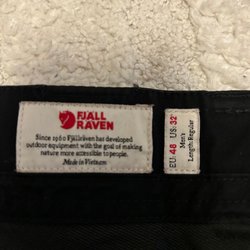 FJÄLL
RÄVEN
Since 1960 Fjällräven has developed
outdoor equipment with the goal of making
nature more accessible to people.
Made in Vietnam
EU: 48 US: 32"
Men's
Length: Regular